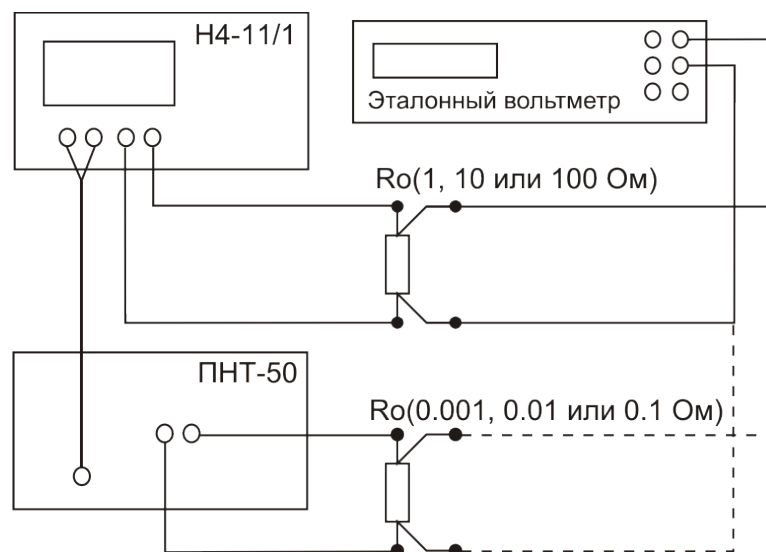 Н4-11/1
Эталонный вольтметр
Ro(1, 10 или 100 Ом)
ПНТ-50
Ro(0.001, 0.01 или 0.1 Ом)